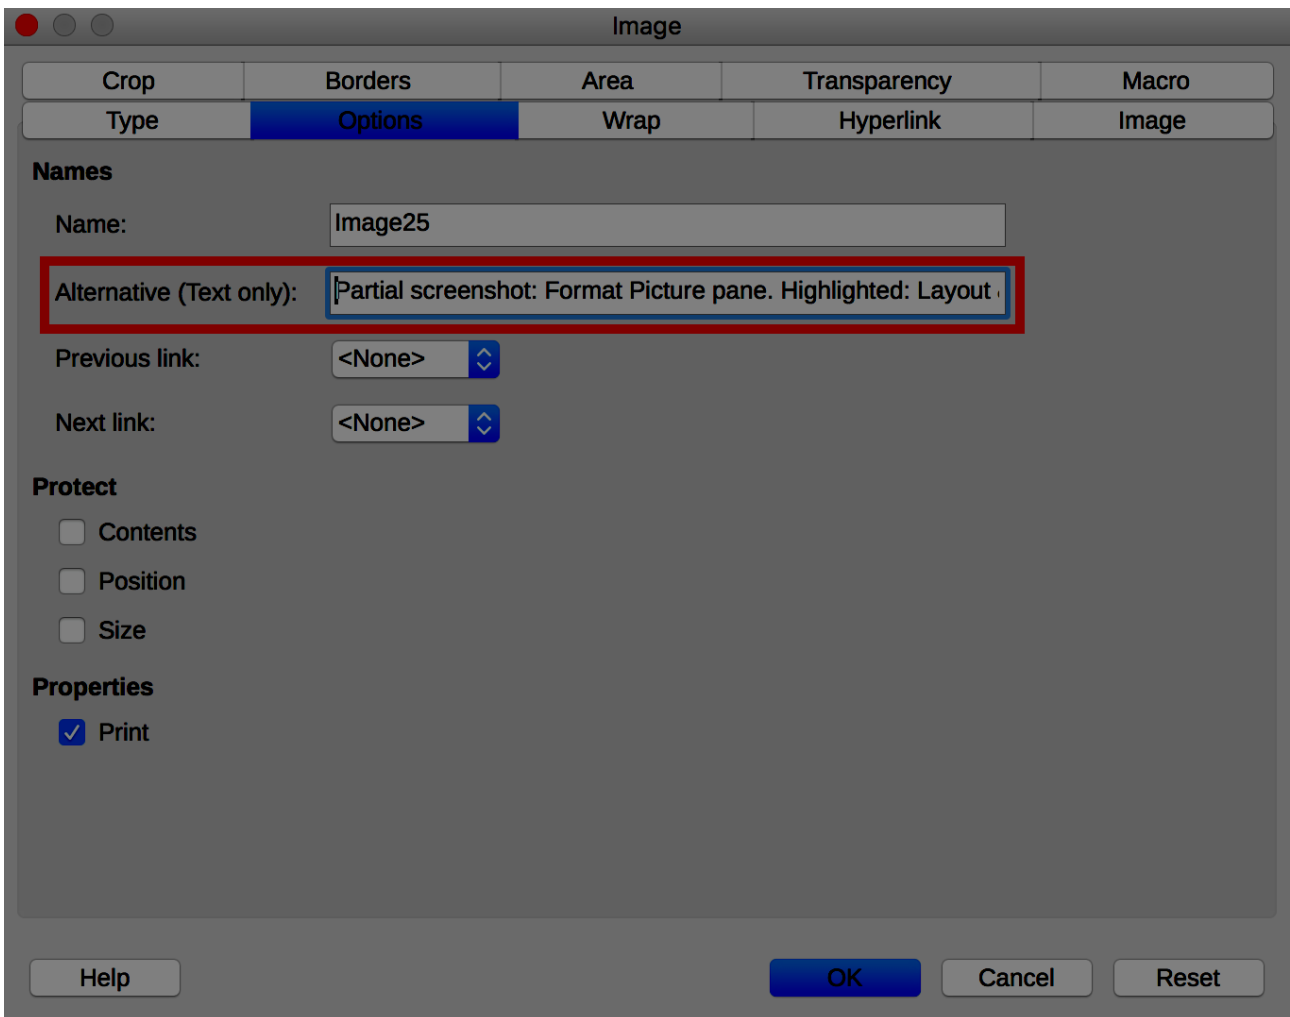 Image
Crop Borders Area Transparency Macro
Type Options Wrap Hyperlink Image
Names
Name: Image25
Alternative (Text only): Partial screenshot: Format Picture pane. Highlighted: Layout
Previous link: <None>
Next link: <None>
Protect
Contents
Position
Size
Properties
Print
Help OK Cancel Reset